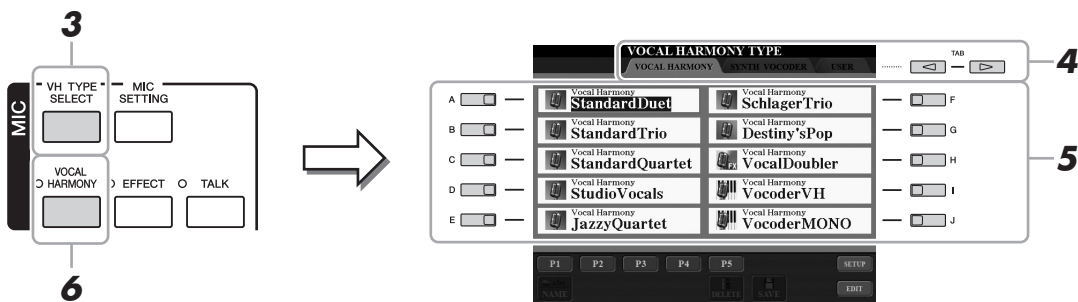 3
VH TYPE SELECT
MIC SETTING
MIC
VOCAL HARMONY
EFFECT
TALK
6
VOCAL HARMONY TYPE
VOCAL HARMONY SYNTH VOCODER USER
TAB
4
A Vocal Harmony StandardDuet
Vocal Harmony SchlagerTrio F
B Vocal Harmony StandardTrio
Vocal Harmony Destiny'sPop G
C Vocal Harmony StandardQuartet
Vocal Harmony VocalDoubler H
FX
D Vocal Harmony StudioVocals
Vocal Harmony VocoderVH I
E Vocal Harmony JazzyQuartet
Vocal Harmony VocoderMONO J
5
P1 P2 P3 P4 P5 SETUP
NAME DELETE SAVE EDIT